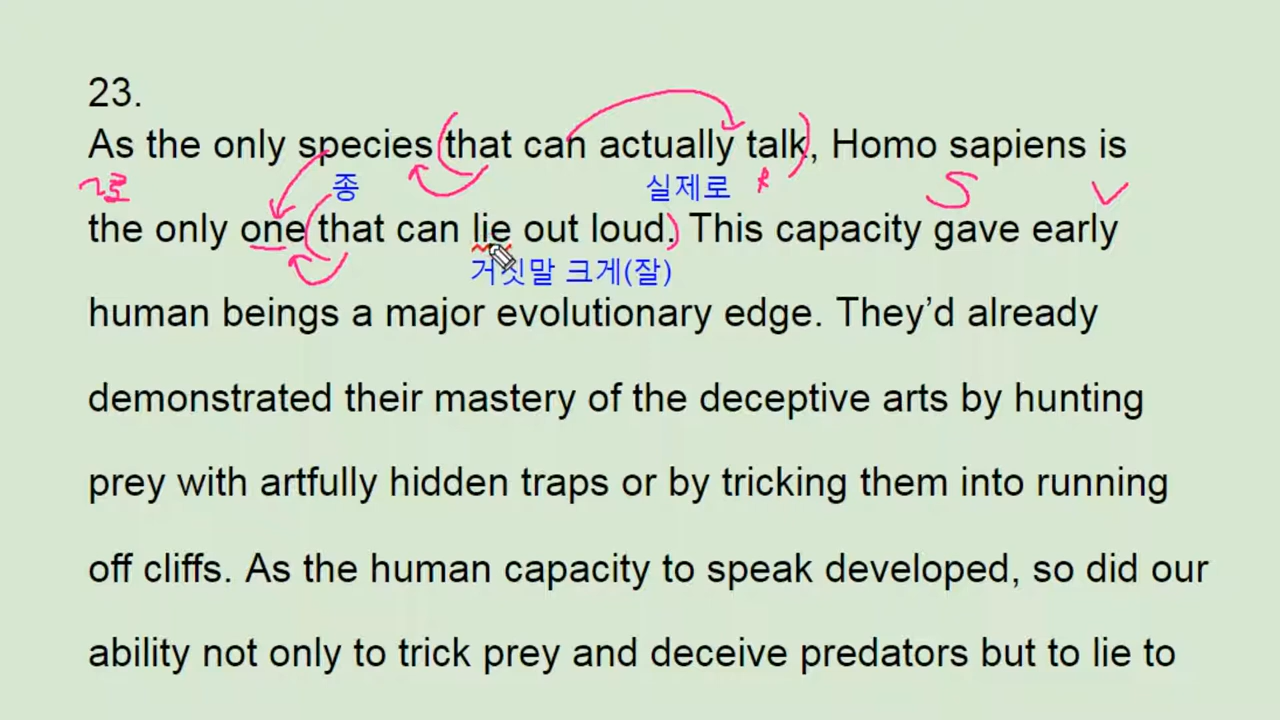 23.
As the only species (that can actually talk), Homo sapiens is
~로 종 실제로 S V
the only one (that can lie out loud.) This capacity gave early
거짓말 크게(잘)
human beings a major evolutionary edge. They’d already
demonstrated their mastery of the deceptive arts by hunting
prey with artfully hidden traps or by tricking them into running
off cliffs. As the human capacity to speak developed, so did our
ability not only to trick prey and deceive predators but to lie to